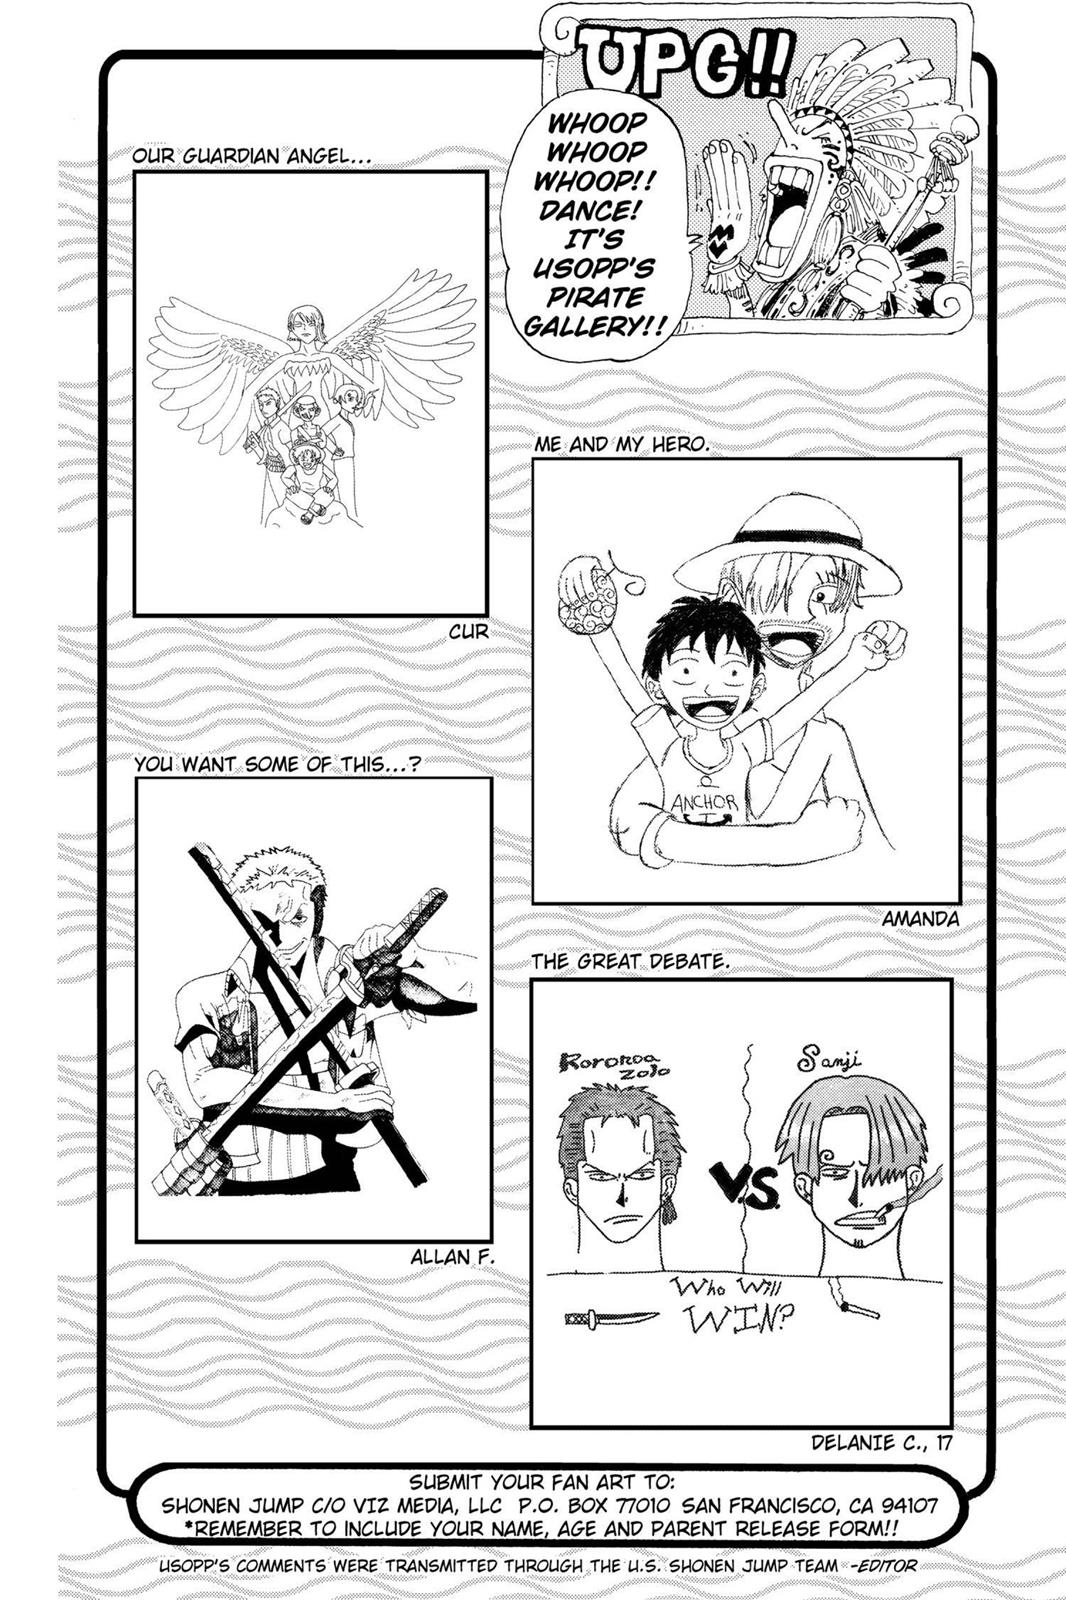 UPG!!
WHOOP
WHOOP
WHOOP!!
DANCE!
IT'S
USOPP'S
PIRATE
GALLERY!!
OUR GUARDIAN ANGEL...
CUR
ME AND MY HERO.
ANCHOR
AMANDA
YOU WANT SOME OF THIS...?
ALLAN F.
THE GREAT DEBATE.
Roronoa
Zolo
Sanji
V.S.
Who Will
WIN?
DELANIE C., 17
SUBMIT YOUR FAN ART TO:
SHONEN JUMP C/O VIZ MEDIA, LLC P.O. BOX 77010 SAN FRANCISCO, CA 94107
*REMEMBER TO INCLUDE YOUR NAME, AGE AND PARENT RELEASE FORM!!
USOPP'S COMMENTS WERE TRANSMITTED THROUGH THE U.S. SHONEN JUMP TEAM -EDITOR